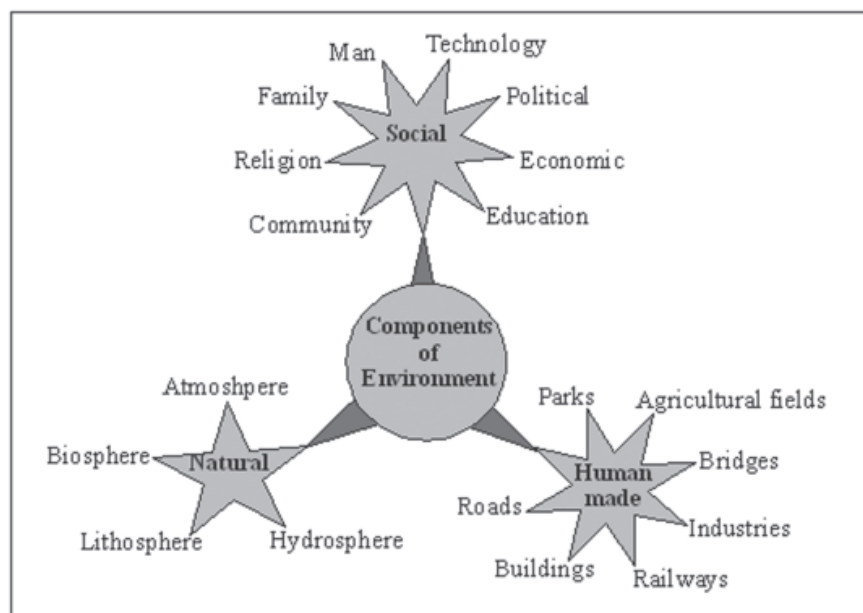 Man
Technology
Family
Political
Social
Religion
Economic
Community
Education
Components
of
Environment
Atmoshpere
Biosphere
Natural
Lithosphere
Hydrosphere
Parks
Agricultural fields
Bridges
Human
made
Roads
Industries
Buildings
Railways